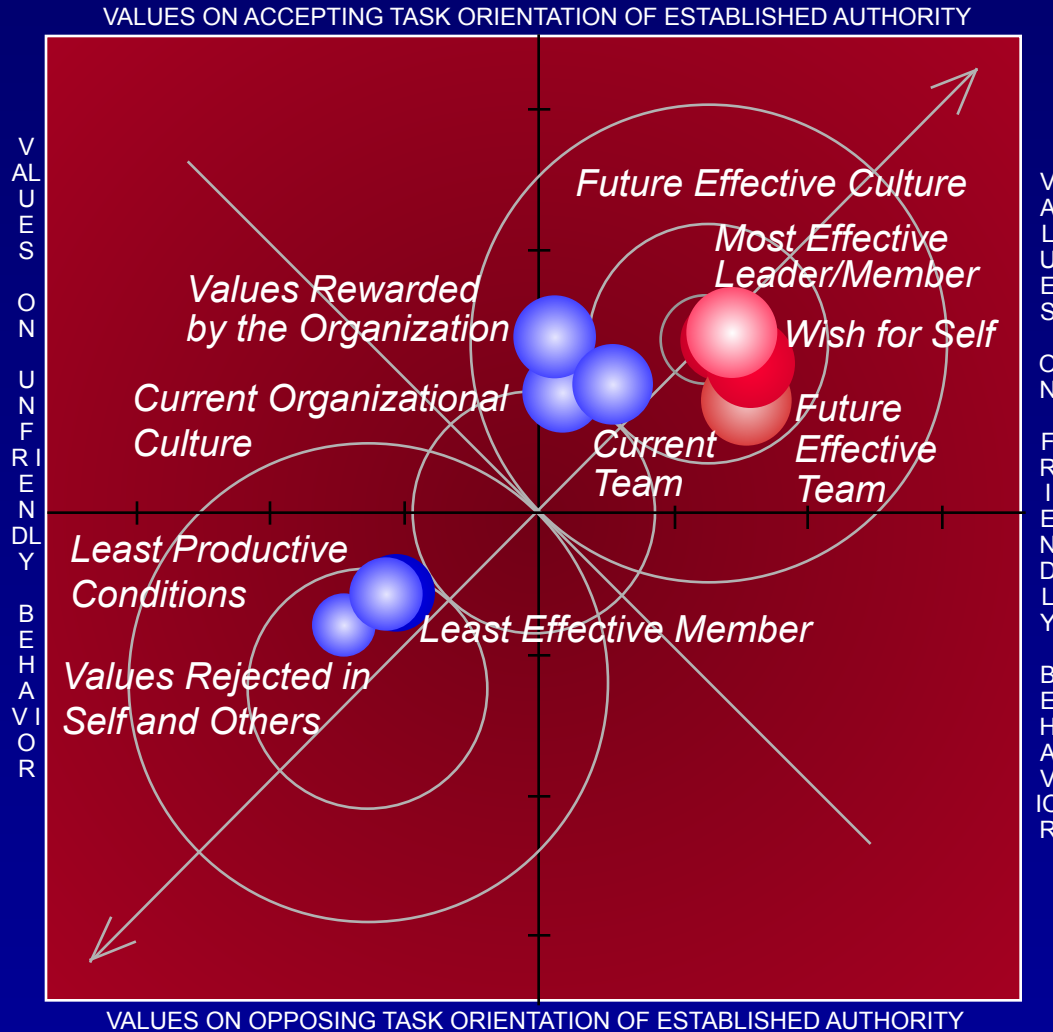 VALUES ON ACCEPTING TASK ORIENTATION OF ESTABLISHED AUTHORITY
VALUES ON UNFRIENDLY BEHAVIOR
VALUES ON FRIENDLY BEHAVIOR
Future Effective Culture
Most Effective
Leader/Member
Values Rewarded
by the Organization
Wish for Self
Current Organizational
Culture
Future
Effective
Team
Current
Team
Least Productive
Conditions
Least Effective Member
Values Rejected in
Self and Others
VALUES ON OPPOSING TASK ORIENTATION OF ESTABLISHED AUTHORITY